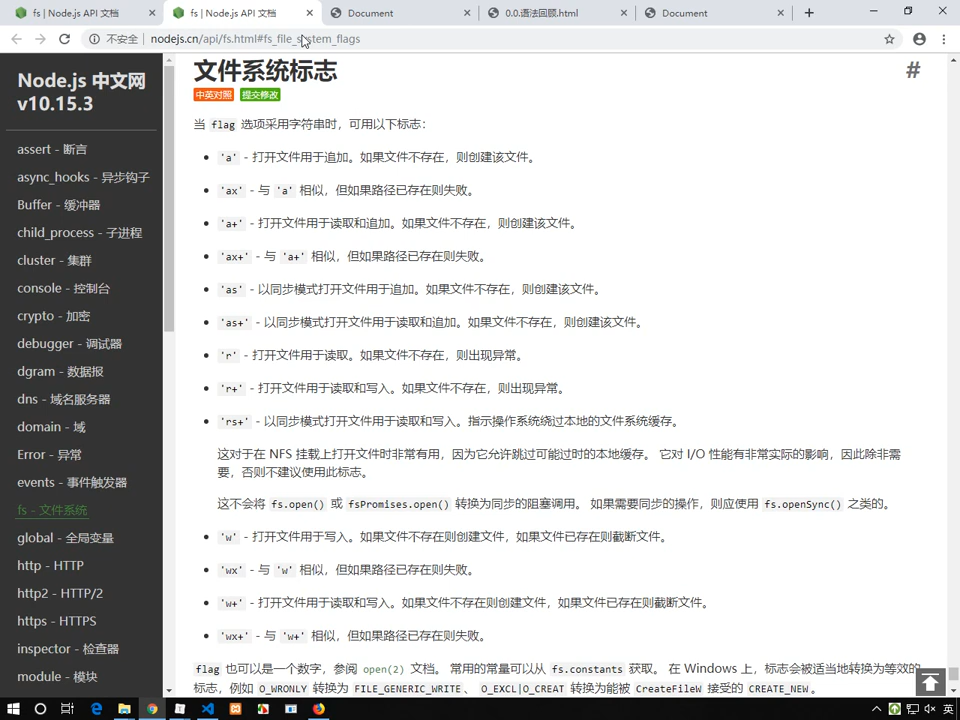 fs | Node.js API 文档
fs | Node.js API 文档
Document
0.0.语法回顾.html
Document
不安全
nodejs.cn/api/fs.html#fs_file_system_flags
Node.js 中文网
v10.15.3
assert - 断言
async_hooks - 异步钩子
Buffer - 缓冲器
child_process - 子进程
cluster - 集群
console - 控制台
crypto - 加密
debugger - 调试器
dgram - 数据报
dns - 域名服务器
domain - 域
Error - 异常
events - 事件触发器
fs - 文件系统
global - 全局变量
http - HTTP
http2 - HTTP/2
https - HTTPS
inspector - 检查器
module - 模块
文件系统标志
#
中英对照 提交修改
当 flag 选项采用字符串时，可用以下标志：
'a' - 打开文件用于追加。如果文件不存在，则创建该文件。
'ax' - 与 'a' 相似，但如果路径已存在则失败。
'a+' - 打开文件用于读取和追加。如果文件不存在，则创建该文件。
'ax+' - 与 'a+' 相似，但如果路径已存在则失败。
'as' - 以同步模式打开文件用于追加。如果文件不存在，则创建该文件。
'as+' - 以同步模式打开文件用于读取和追加。如果文件不存在，则创建该文件。
'r' - 打开文件用于读取。如果文件不存在，则出现异常。
'r+' - 打开文件用于读取和写入。如果文件不存在，则出现异常。
'rs+' - 以同步模式打开文件用于读取和写入。指示操作系统绕过本地的文件系统缓存。
这对于在 NFS 挂载上打开文件时非常有用，因为它允许跳过可能过时的本地缓存。 它对 I/O 性能有非常实际的影响，因此除非需
要，否则不建议使用此标志。
这不会将 fs.open() 或 fsPromises.open() 转换为同步的阻塞调用。 如果需要同步的操作，则应使用 fs.openSync() 之类的。
'w' - 打开文件用于写入。如果文件不存在则创建文件，如果文件已存在则截断文件。
'wx' - 与 'w' 相似，但如果路径已存在则失败。
'w+' - 打开文件用于读取和写入。如果文件不存在则创建文件，如果文件已存在则截断文件。
'wx+' - 与 'w+' 相似，但如果路径已存在则失败。
flag 也可以是一个数字，参阅 open(2) 文档。 常用的常量可以从 fs.constants 获取。 在 Windows 上，标志会被适当地转换为等效的
标志，例如 O_WRONLY 转换为 FILE_GENERIC_WRITE、 O_EXCL|O_CREAT 转换为能被 CreateFileW 接受的 CREATE_NEW。
英